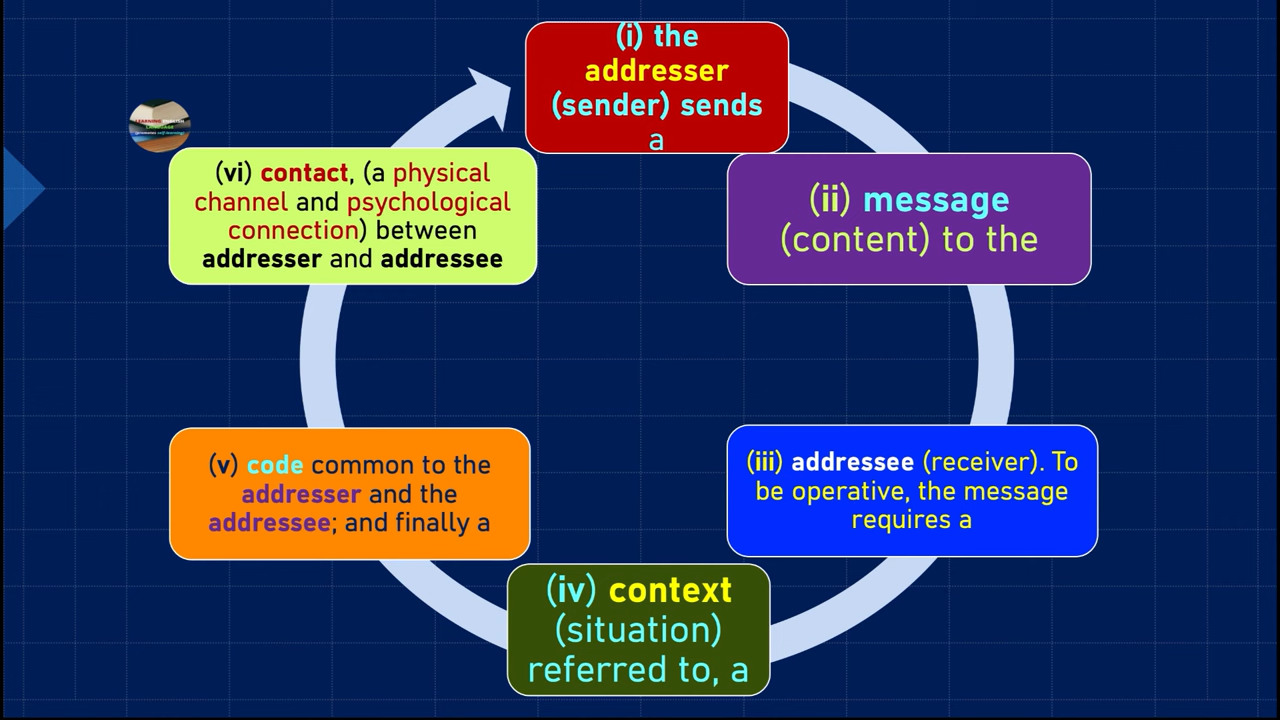 (i) the
addresser
(sender) sends
a
(ii) message
(content) to the
(iii) addressee (receiver). To
be operative, the message
requires a
(iv) context
(situation)
referred to, a
(v) code common to the
addresser and the
addressee; and finally a
(vi) contact, (a physical
channel and psychological
connection) between
addresser and addressee